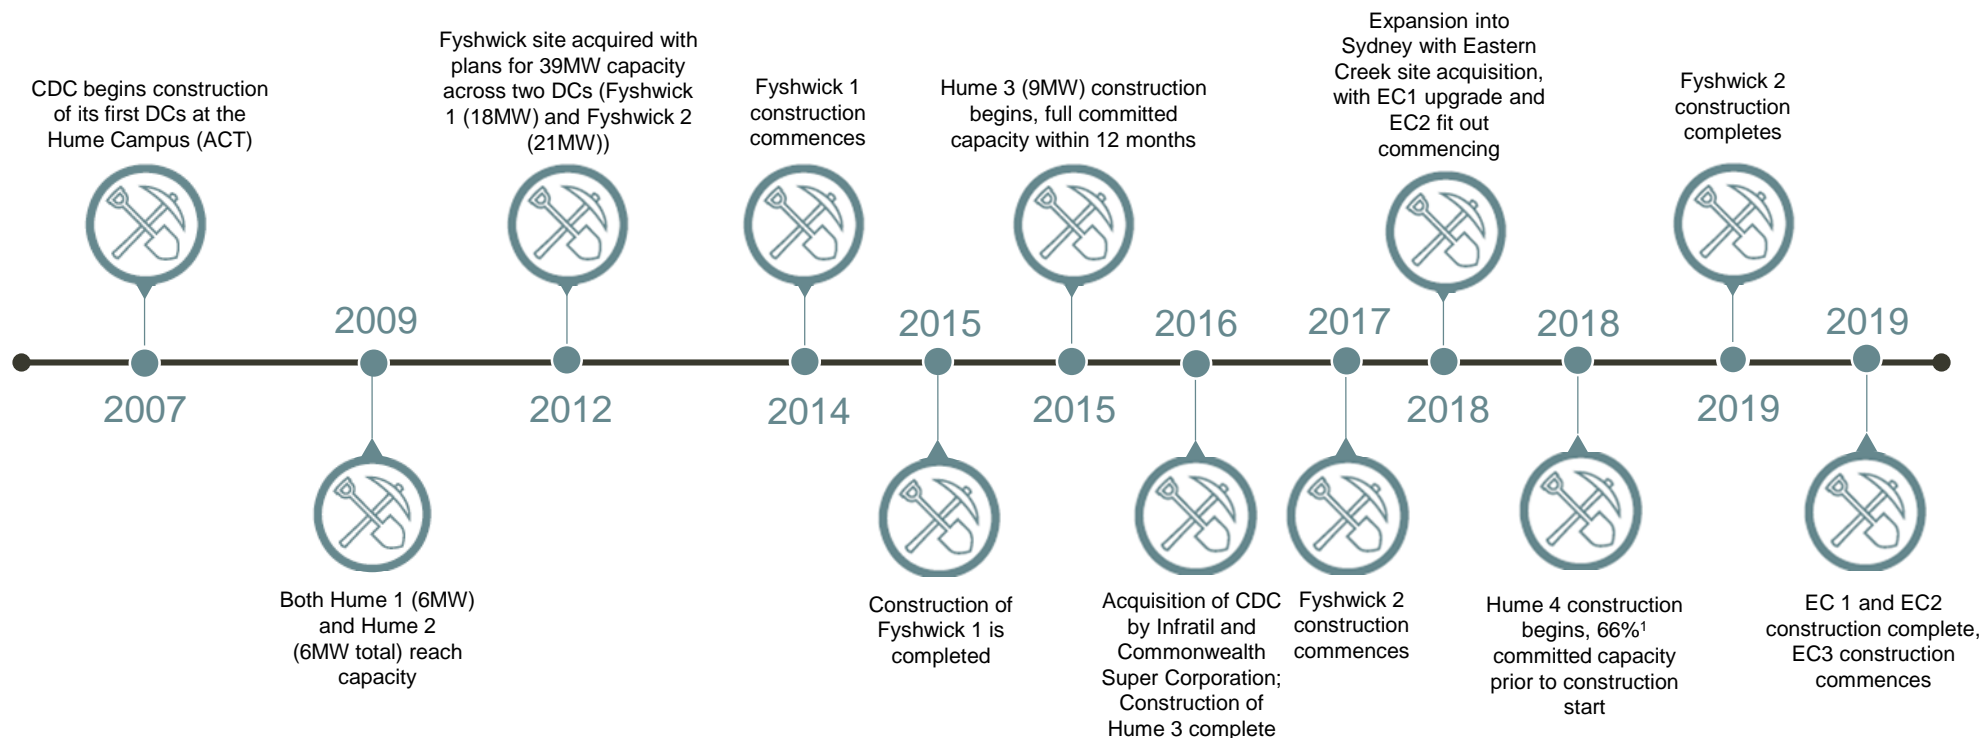 CDC begins construction
of its first DCs at the
Hume Campus (ACT)
2007
2009
Both Hume 1 (6MW)
and Hume 2
(6MW total) reach
capacity
Fyshwick site acquired with
plans for 39MW capacity
across two DCs (Fyshwick
1 (18MW) and Fyshwick 2
(21MW))
2012
Fyshwick 1
construction
commences
2014
2015
Construction of
Fyshwick 1 is
completed
Hume 3 (9MW) construction
begins, full committed
capacity within 12 months
2015
2016
Acquisition of CDC
by Infratil and
Commonwealth
Super Corporation;
Construction of
Hume 3 complete
2017
Fyshwick 2
construction
commences
Expansion into
Sydney with Eastern
Creek site acquisition,
with EC1 upgrade and
EC2 fit out
commencing
2018
2018
Hume 4 construction
begins, 66%¹
committed capacity
prior to construction
start
Fyshwick 2
construction
completes
2019
2019
EC 1 and EC2
construction complete,
EC3 construction
commences